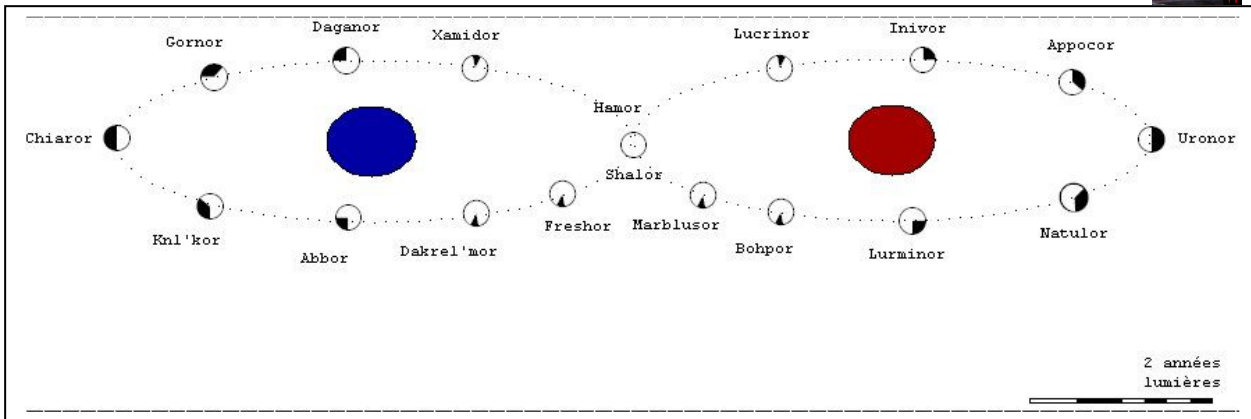 Gornor
Daganor
Xamidor
Lucrinor
Inivor
Appocor
Chiaror
Hamor
Uronor
Shalor
Knl'kor
Abbor
Dakrel'mor
Freshor
Marblusor
Bohpor
Lurminor
Natulor
2 années
lumières